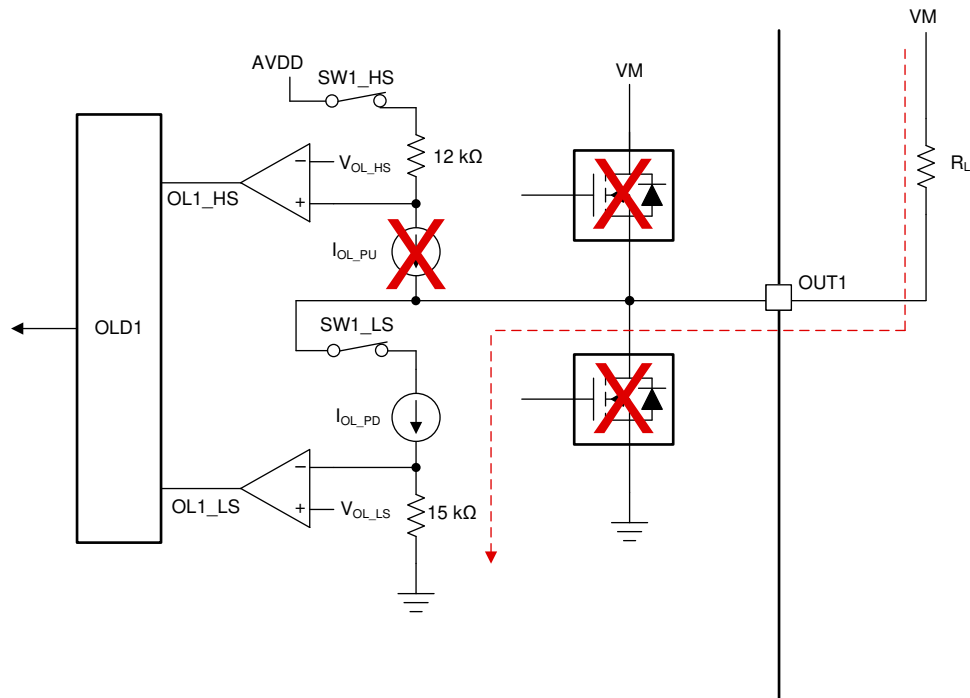 VM
AVDD
SW1_HS
VM
12 kΩ
V_OL_HS
R_L
OL1_HS
I_OL_PU
OUT1
OLD1
SW1_LS
I_OL_PD
OL1_LS
V_OL_LS
15 kΩ